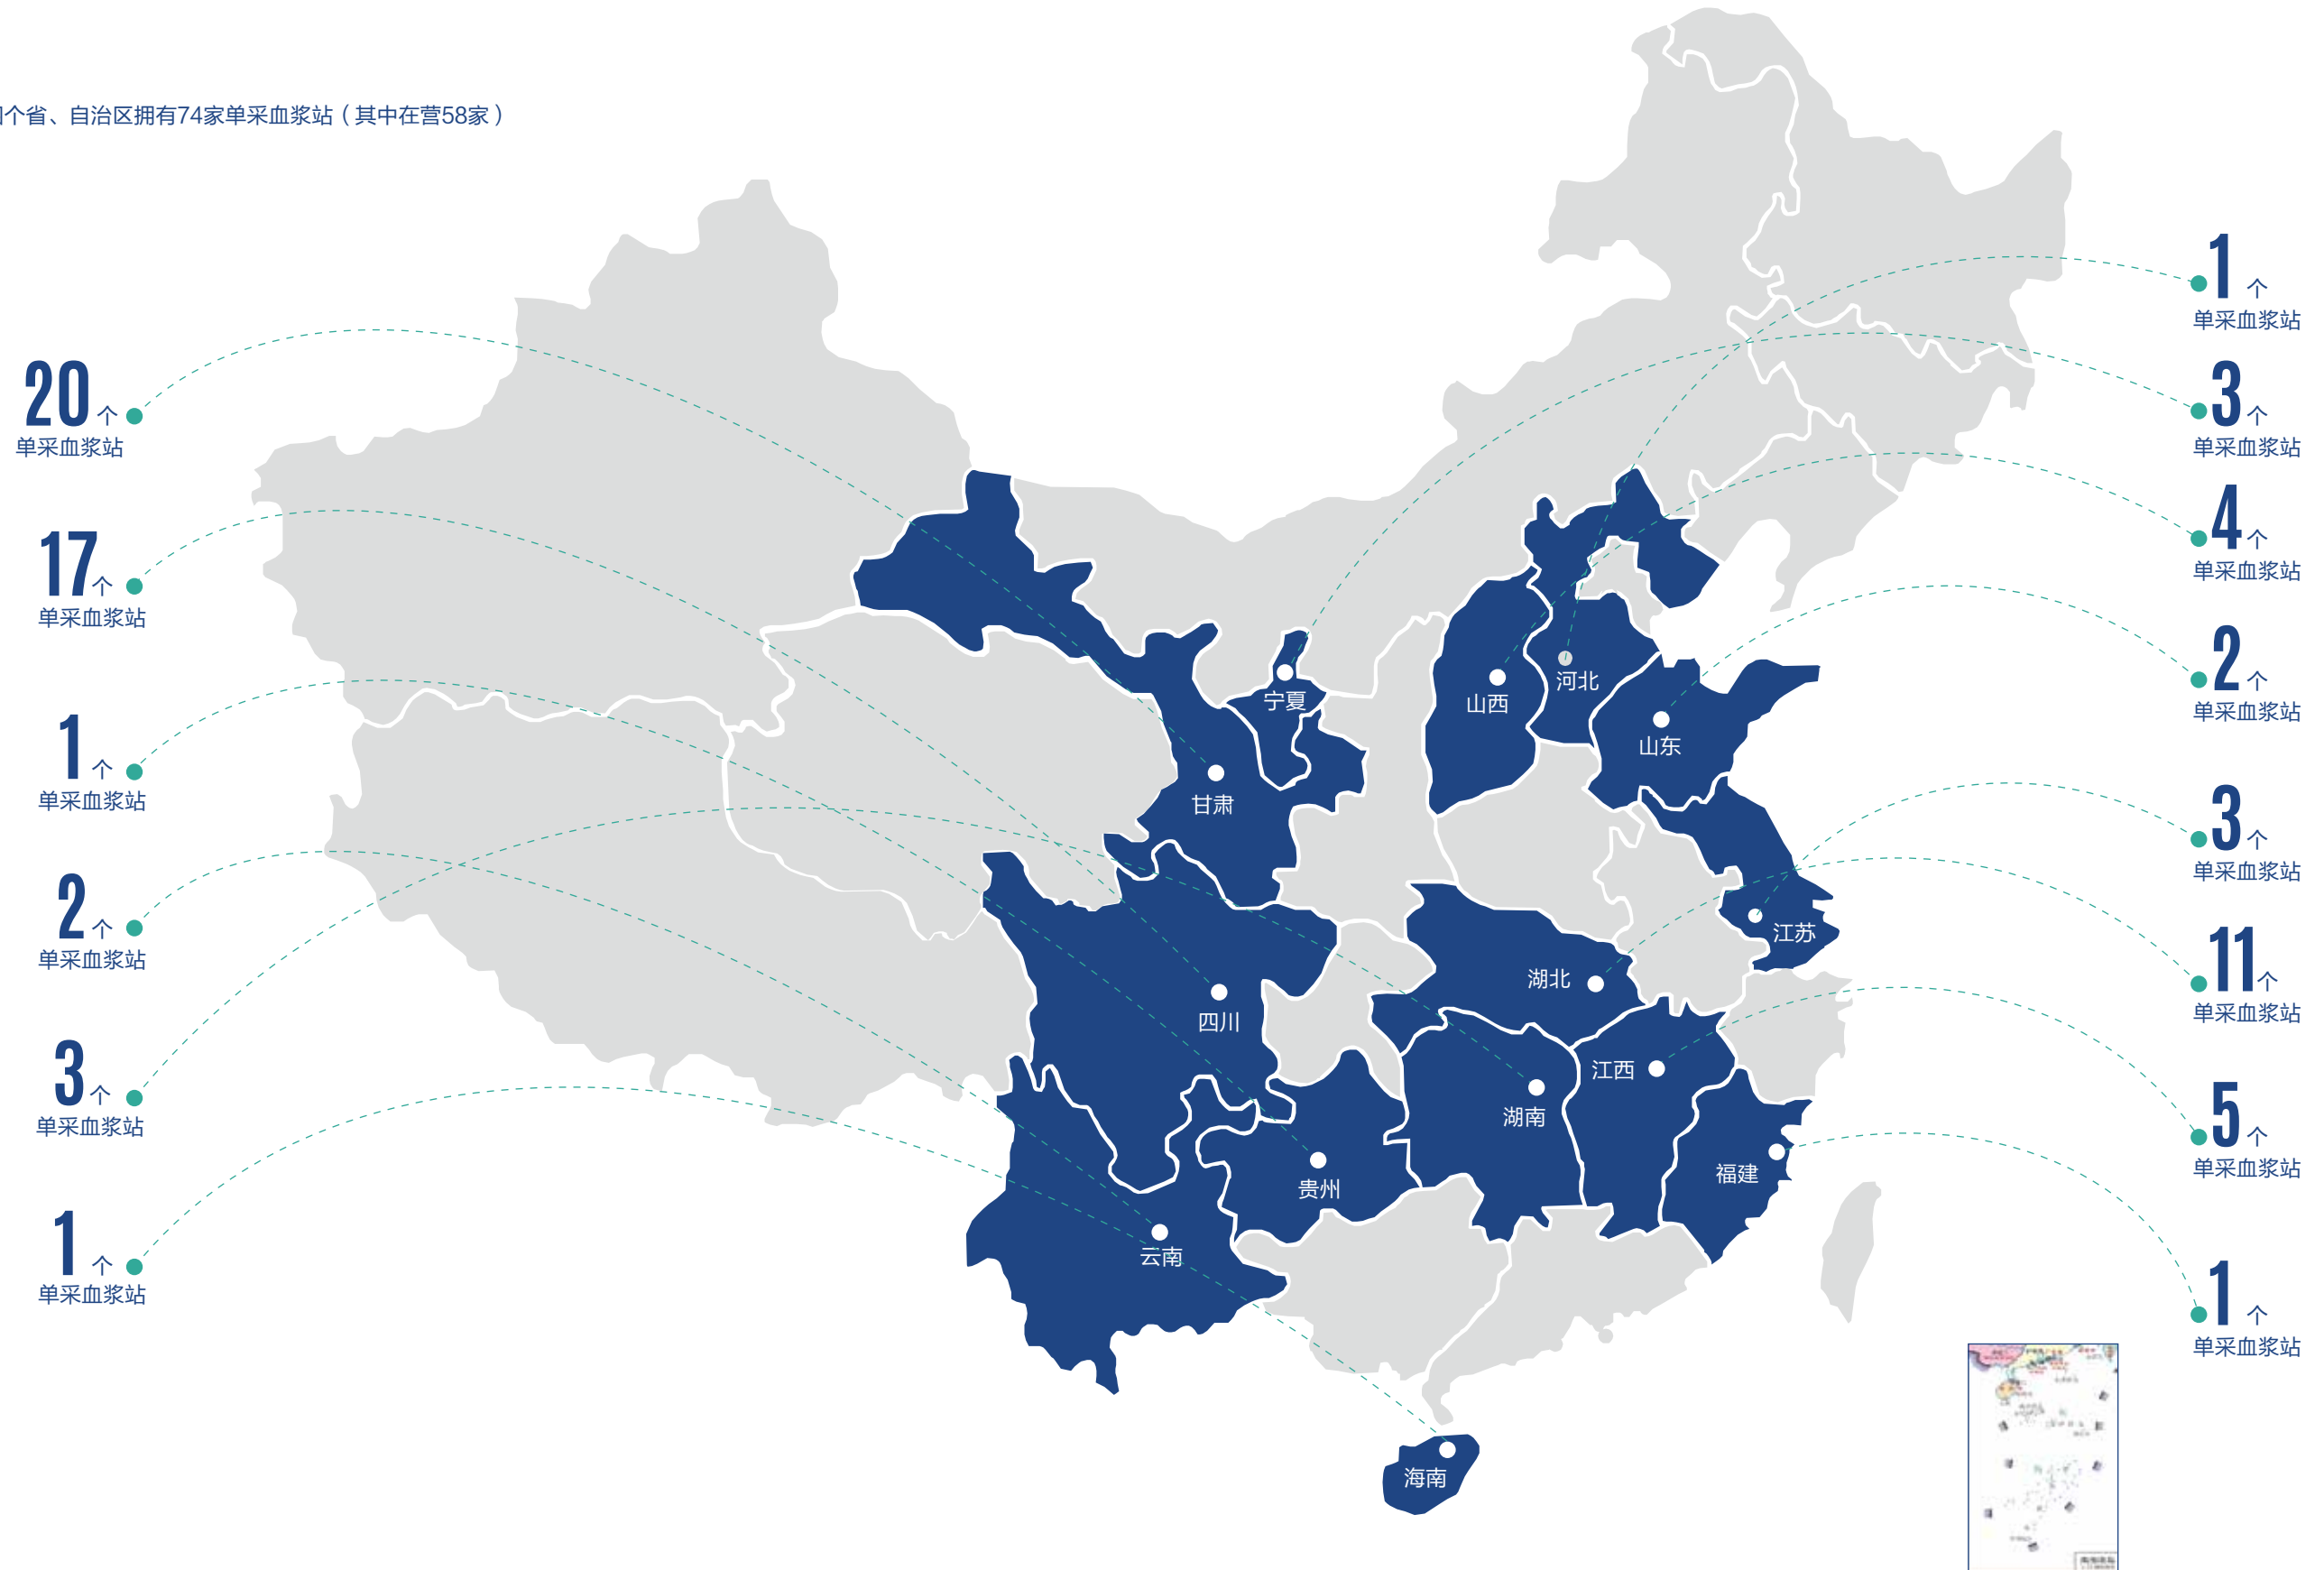 个省、自治区拥有74家单采血浆站（其中在营58家）
20个
单采血浆站
17个
单采血浆站
1个
单采血浆站
2个
单采血浆站
3个
单采血浆站
1个
单采血浆站
宁夏
山西
河北
山东
甘肃
江苏
四川
湖北
江西
湖南
贵州
福建
云南
海南
1个
单采血浆站
3个
单采血浆站
4个
单采血浆站
2个
单采血浆站
3个
单采血浆站
11个
单采血浆站
5个
单采血浆站
1个
单采血浆站